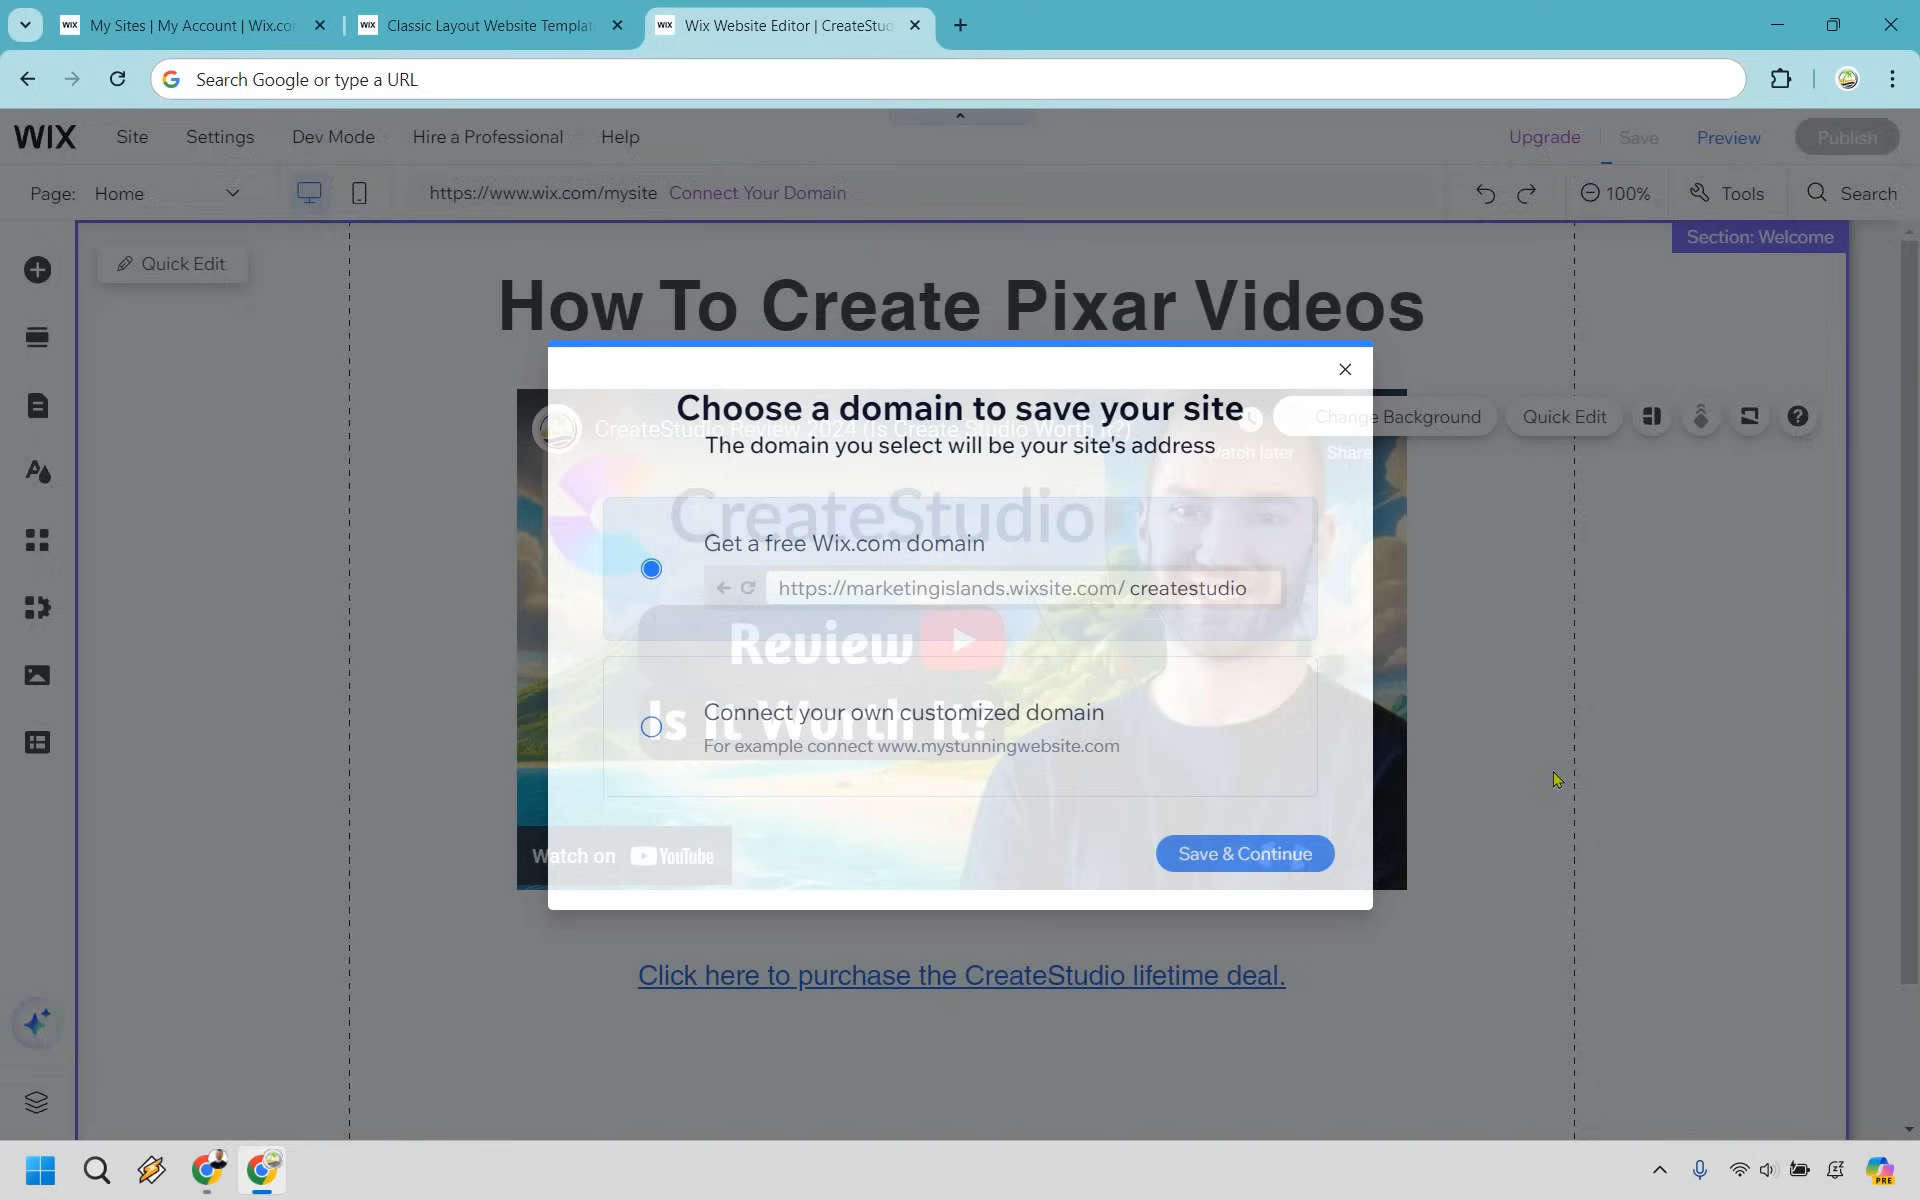 My Sites | My Account | Wix.co
Classic Layout Website Templat
Wix Website Editor | CreateStud
Search Google or type a URL
WIX
Site
Settings
Dev Mode
Hire a Professional
Help
Upgrade
Save
Preview
Publish
Page:
Home
https://www.wix.com/mysite
Connect Your Domain
100%
Tools
Search
Section: Welcome
Quick Edit
How To Create Pixar Videos
Choose a domain to save your site
CreateStudio Review 2024 (Is Create Studio Worth It?)
Change Background
Quick Edit
The domain you select will be your site's address
Watch later
Share
CreateStudio
Get a free Wix.com domain
https://marketingislands.wixsite.com/ createstudio
Review
Connect your own customized domain
Is it Worth It?
For example connect www.mystunningwebsite.com
Save & Continue
Watch on YouTube
Click here to purchase the CreateStudio lifetime deal.
PRE